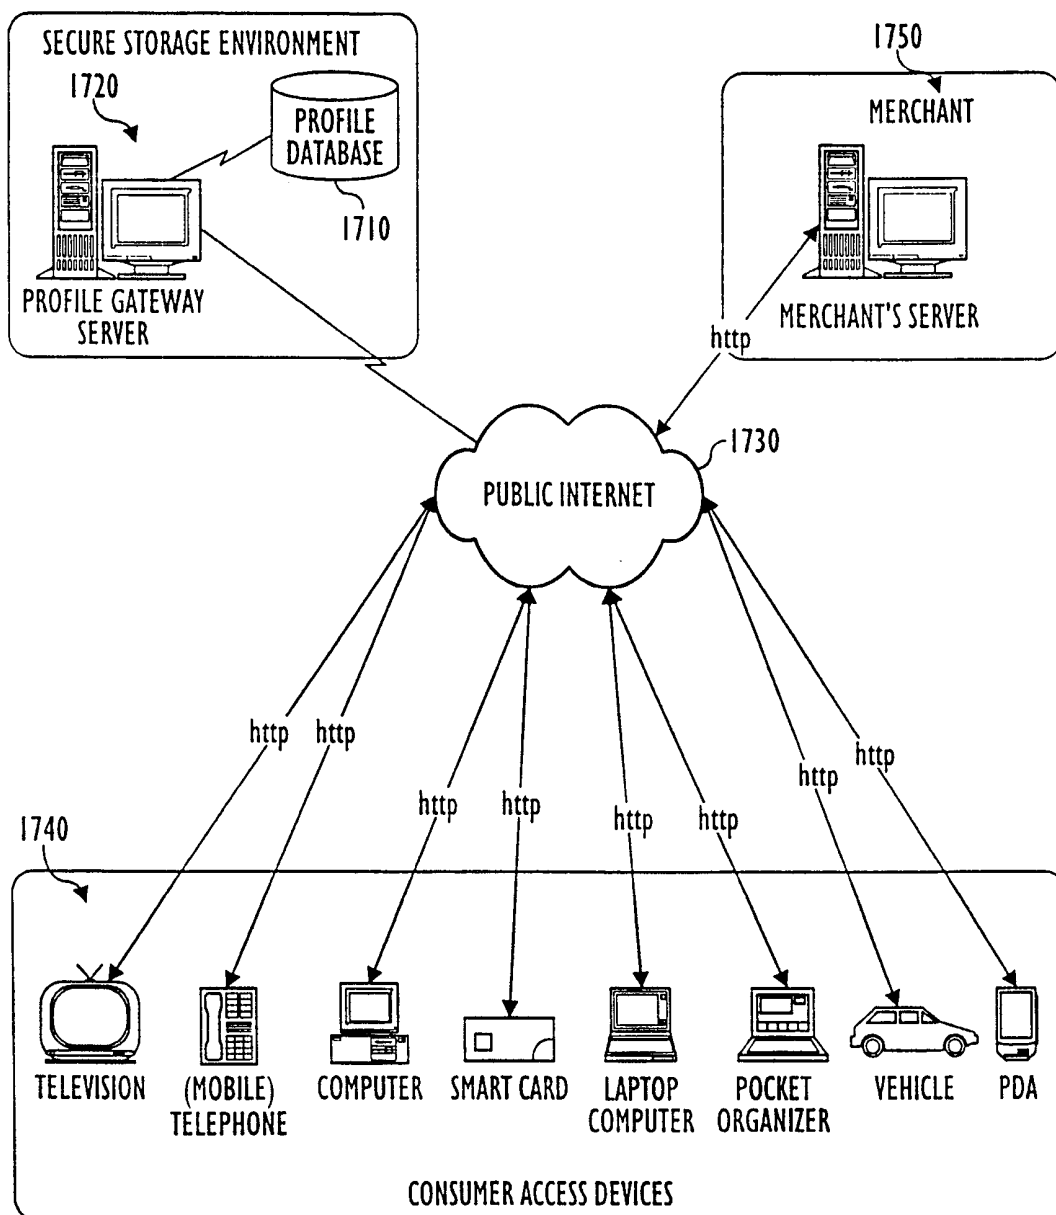 SECURE STORAGE ENVIRONMENT
1720
PROFILE
DATABASE
1710
PROFILE GATEWAY
SERVER
1750
MERCHANT
MERCHANT'S SERVER
http
1730
PUBLIC INTERNET
http
http
http
http
http
http
http
http
1740
TELEVISION
(MOBILE)
TELEPHONE
COMPUTER
SMART CARD
LAPTOP
COMPUTER
POCKET
ORGANIZER
VEHICLE
PDA
CONSUMER ACCESS DEVICES